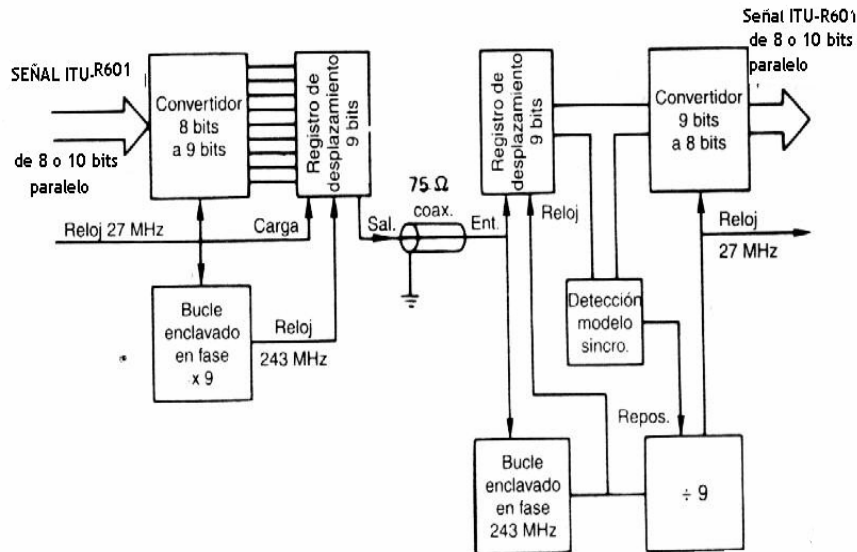 SEÑAL ITU-R601
de 8 o 10 bits
paralelo
Convertidor
8 bits
a 9 bits
Registro de
desplazamiento
9 bits
Reloj 27 MHz
Carga
Bucle
enclavado
en fase
x 9
Reloj
243 MHz
Sal.
75 Ω
coax.
Ent.
Registro de
desplazamiento
9 bits
Reloj
Convertidor
9 bits
a 8 bits
Señal ITU-R601
de 8 o 10 bits
paralelo
Reloj
27 MHz
Detección
modelo
sincro.
Repos.
Bucle
enclavado
en fase
243 MHz
÷ 9